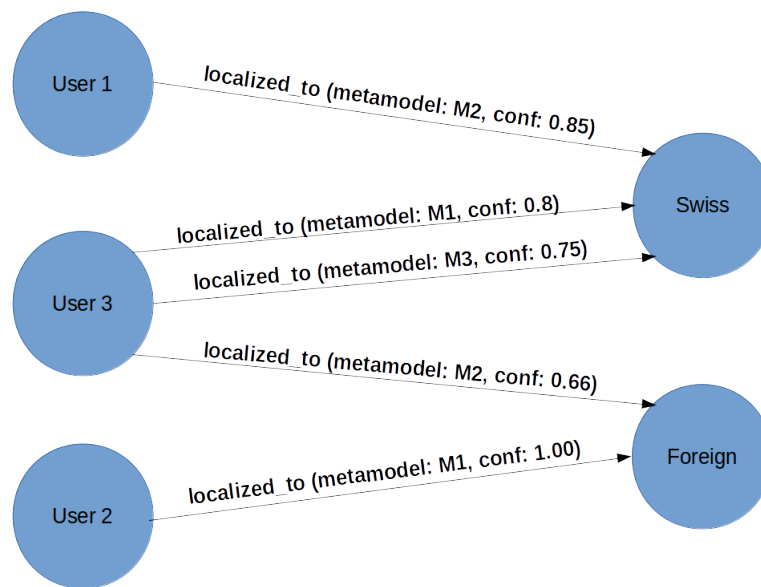 User 1
localized_to (metamodel: M2, conf: 0.85)
Swiss
localized_to (metamodel: M1, conf: 0.8)
localized_to (metamodel: M3, conf: 0.75)
User 3
localized_to (metamodel: M2, conf: 0.66)
Foreign
localized_to (metamodel: M1, conf: 1.00)
User 2